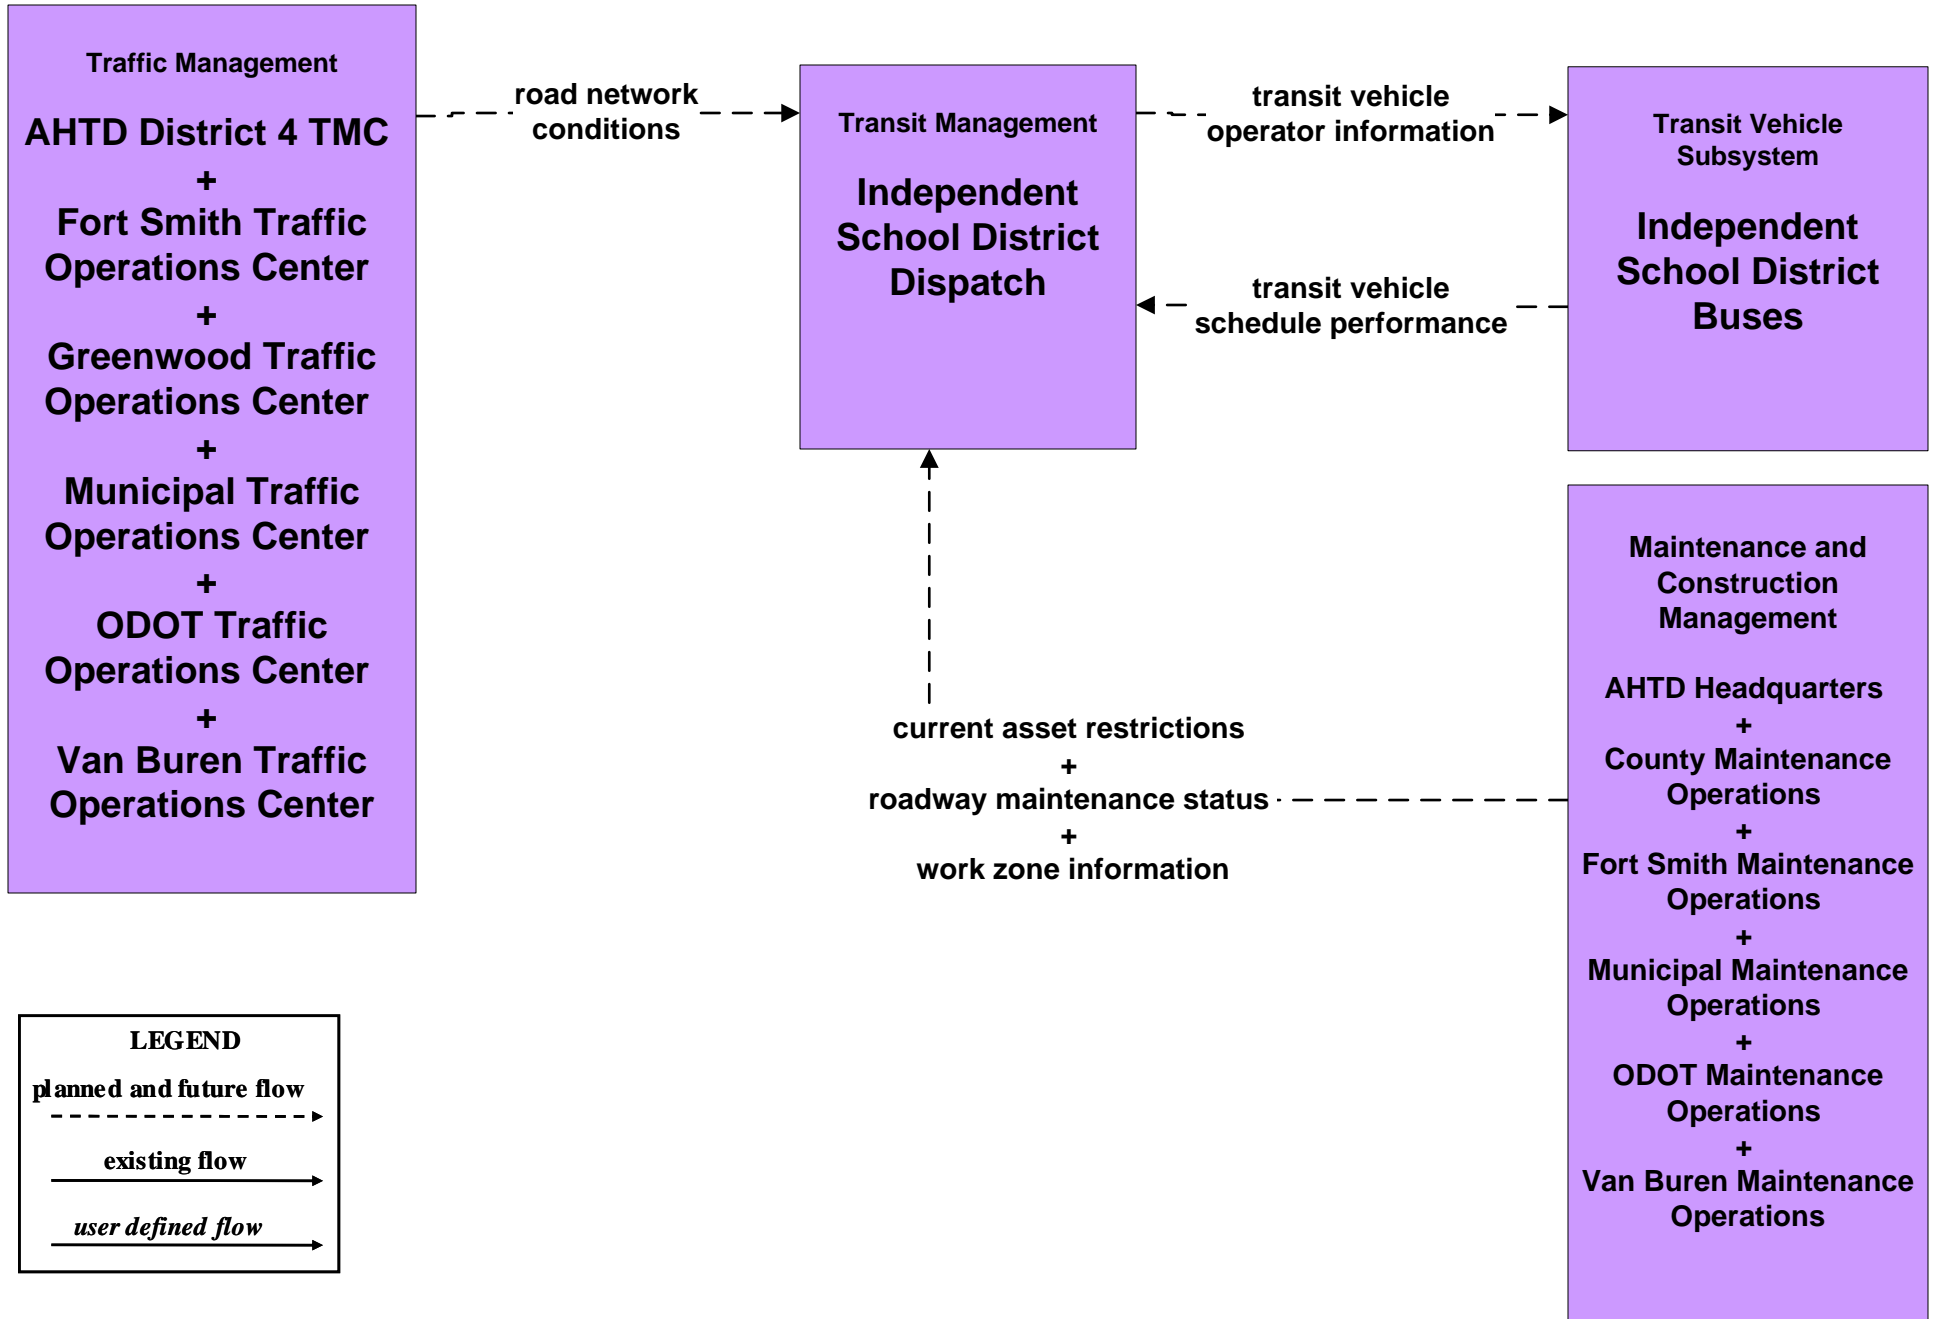 Traffic Management
AHTD District 4 TMC
+
Fort Smith Traffic
Operations Center
+
Greenwood Traffic
Operations Center
+
Municipal Traffic
Operations Center
+
ODOT Traffic
Operations Center
+
Van Buren Traffic
Operations Center
road network
conditions
Transit Management
Independent
School District
Dispatch
transit vehicle
operator information
transit vehicle
schedule performance
Transit Vehicle
Subsystem
Independent
School District
Buses
current asset restrictions
+
roadway maintenance status
+
work zone information
Maintenance and
Construction
Management
AHTD Headquarters
+
County Maintenance
Operations
+
Fort Smith Maintenance
Operations
+
Municipal Maintenance
Operations
+
ODOT Maintenance
Operations
+
Van Buren Maintenance
Operations
LEGEND
planned and future flow
existing flow
user defined flow